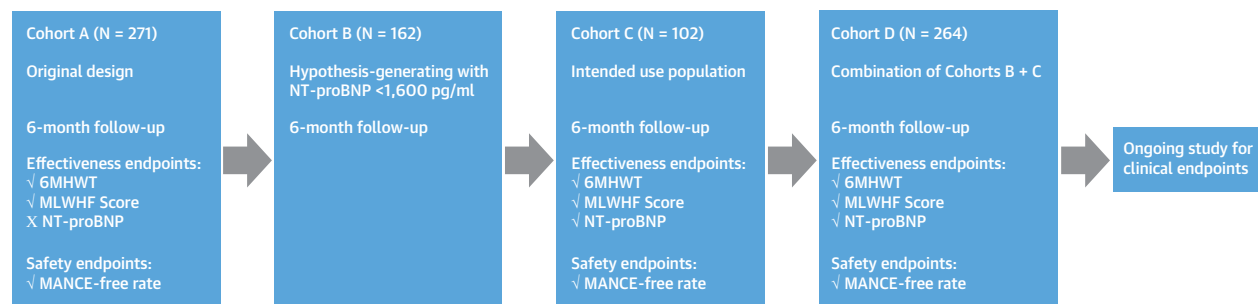 Cohort A (N = 271)
Original design
6-month follow-up
Effectiveness endpoints:
√ 6MHWT
√ MLWHF Score
X NT-proBNP
Safety endpoints:
√ MANCE-free rate
Cohort B (N = 162)
Hypothesis-generating with
NT-proBNP <1,600 pg/ml
6-month follow-up
Cohort C (N = 102)
Intended use population
6-month follow-up
Effectiveness endpoints:
√ 6MHWT
√ MLWHF Score
√ NT-proBNP
Safety endpoints:
√ MANCE-free rate
Cohort D (N = 264)
Combination of Cohorts B + C
6-month follow-up
Effectiveness endpoints:
√ 6MHWT
√ MLWHF Score
√ NT-proBNP
Safety endpoints:
√ MANCE-free rate
Ongoing study for
clinical endpoints